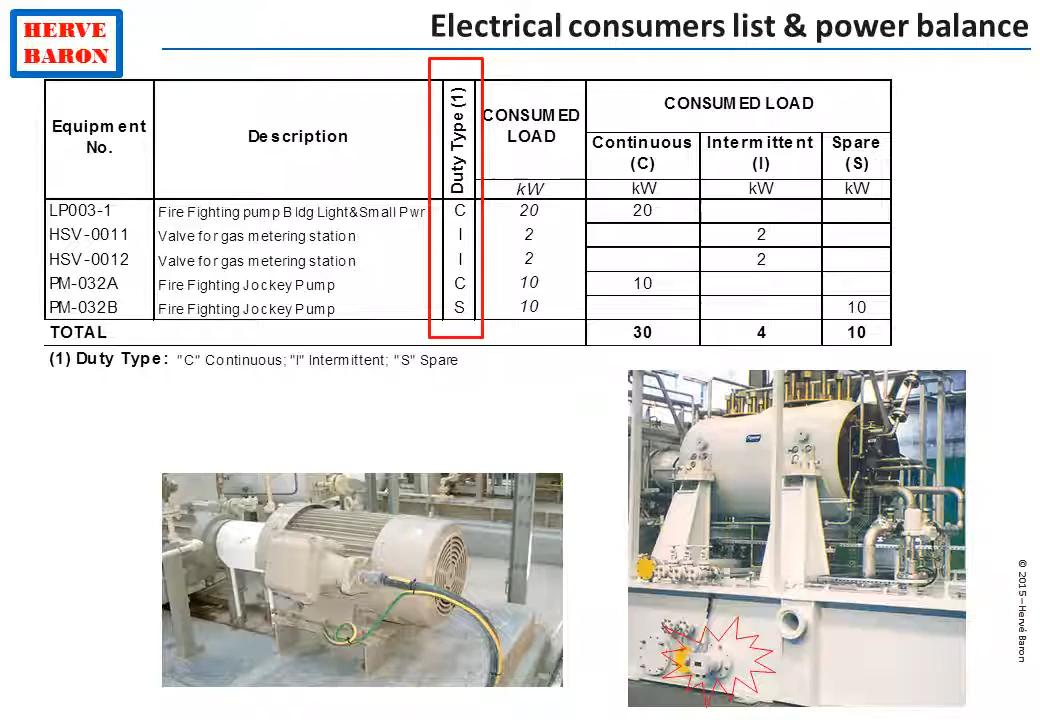 HERVE
BARON
Electrical consumers list & power balance
Equipment
No.
Description
Duty Type (1)
CONSUMED
LOAD
CONSUMED LOAD
Continuous
(C)
Intermittent
(I)
Spare
(S)
kW kW kW kW
LP003-1 Fire Fighting pump Bldg Light&Small Pwr C 20 20
HSV-0011 Valve for gas metering station I 2 2
HSV-0012 Valve for gas metering station I 2 2
PM-032A Fire Fighting Jockey Pump C 10 10
PM-032B Fire Fighting Jockey Pump S 10 10
TOTAL 30 4 10
(1) Duty Type: "C" Continuous; "I" Intermittent; "S" Spare
© 2015 – Hervé Baron